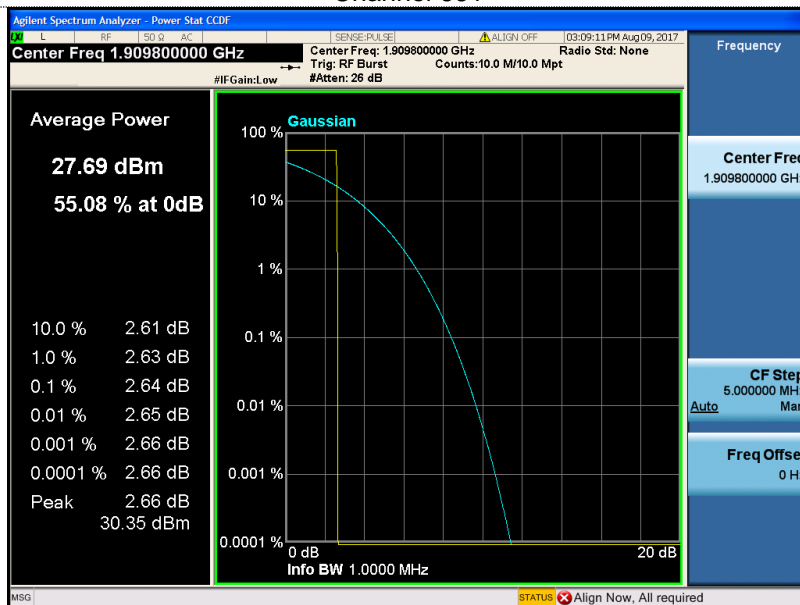 Agilent Spectrum Analyzer - Power Stat CCDF
LXI L RF 50 Ω AC SENSE:PULSE ALIGN OFF 03:09:11 PM Aug 09, 2017
Center Freq 1.909800000 GHz
Center Freq: 1.909800000 GHz Radio Std: None
Trig: RF Burst Counts:10.0 M/10.0 Mpt
#IFGain:Low #Atten: 26 dB
Frequency
Average Power
27.69 dBm
55.08 % at 0dB
10.0 % 2.61 dB
1.0 % 2.63 dB
0.1 % 2.64 dB
0.01 % 2.65 dB
0.001 % 2.66 dB
0.0001 % 2.66 dB
Peak 2.66 dB
30.35 dBm
Gaussian
100 %
10 %
1 %
0.1 %
0.01 %
0.001 %
0.0001 %
0 dB 20 dB
Info BW 1.0000 MHz
Center Freq
1.909800000 GHz
CF Step
5.000000 MHz
Auto Man
Freq Offse
0 Hz
MSG STATUS Align Now, All required